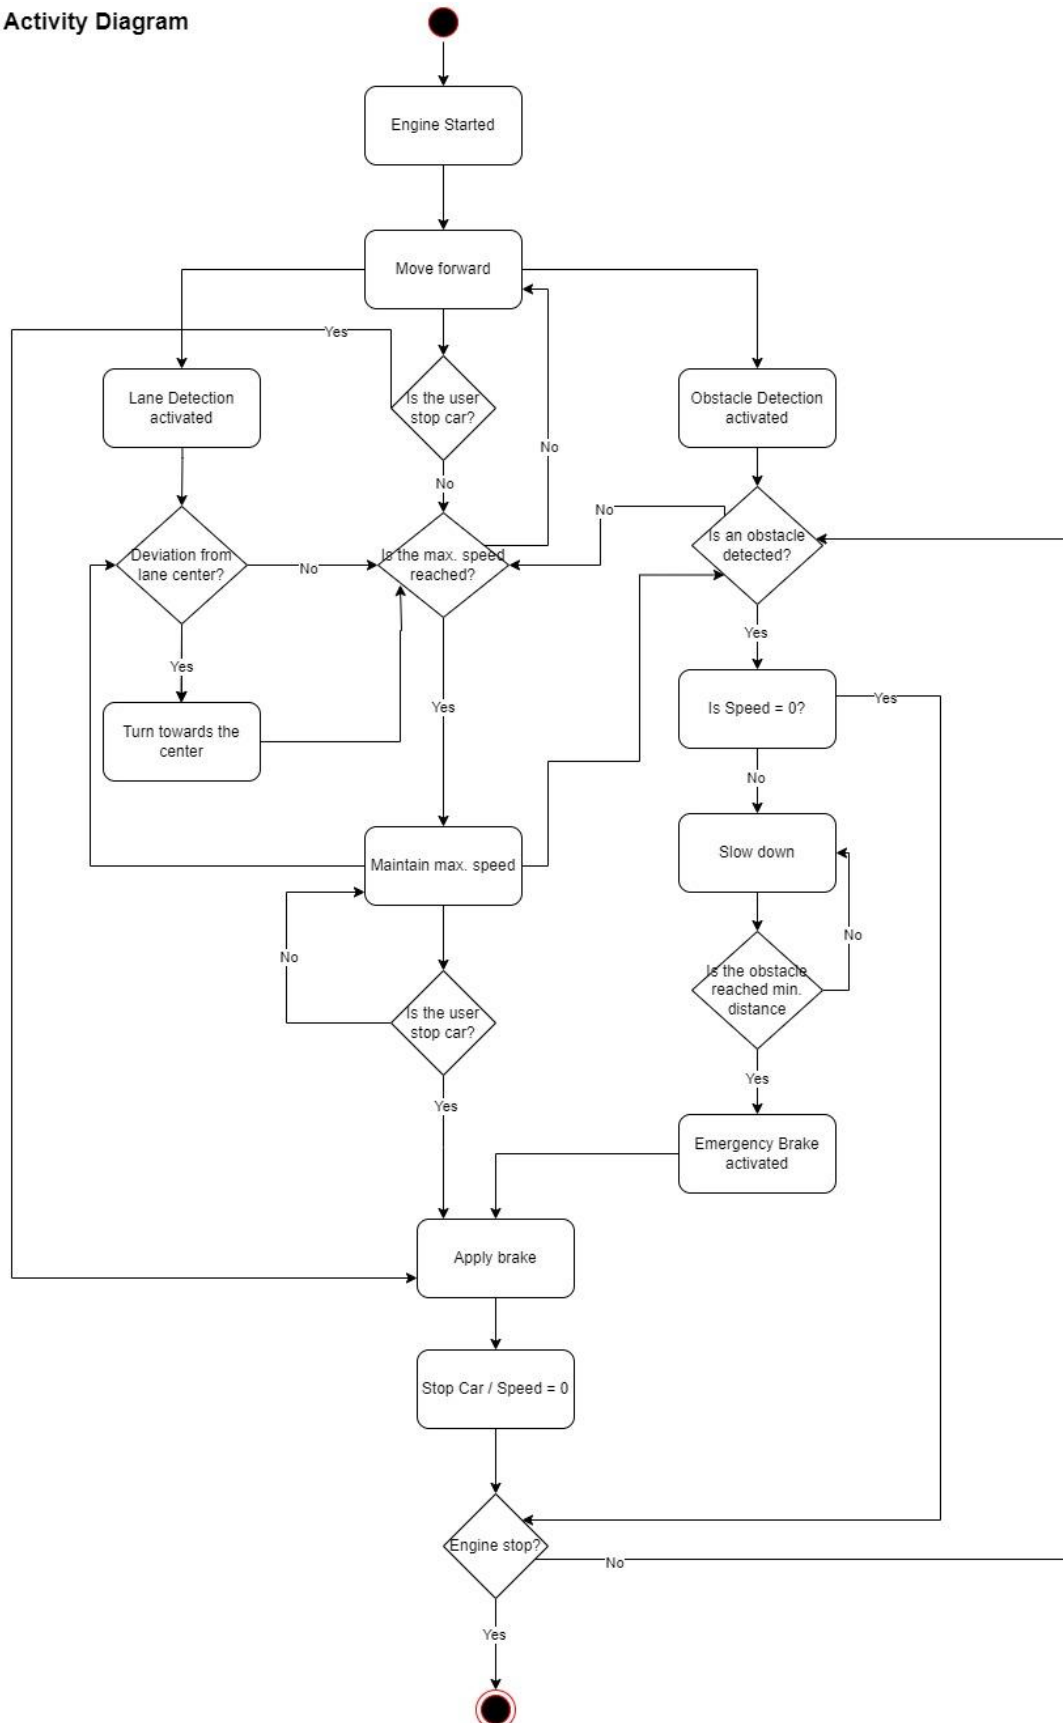 Activity Diagram
Engine Started
Move forward
Yes
Lane Detection
activated
Is the user
stop car?
Obstacle Detection
activated
No
No
No
Deviation from
lane center?
No
Is the max. speed
reached?
Is an obstacle
detected?
Yes
Yes
Turn towards the
center
Yes
Is Speed = 0?
Yes
No
Maintain max. speed
Slow down
No
No
Is the user
stop car?
Is the obstacle
reached min.
distance
Yes
Yes
Emergency Brake
activated
Apply brake
Stop Car / Speed = 0
Engine stop?
No
Yes